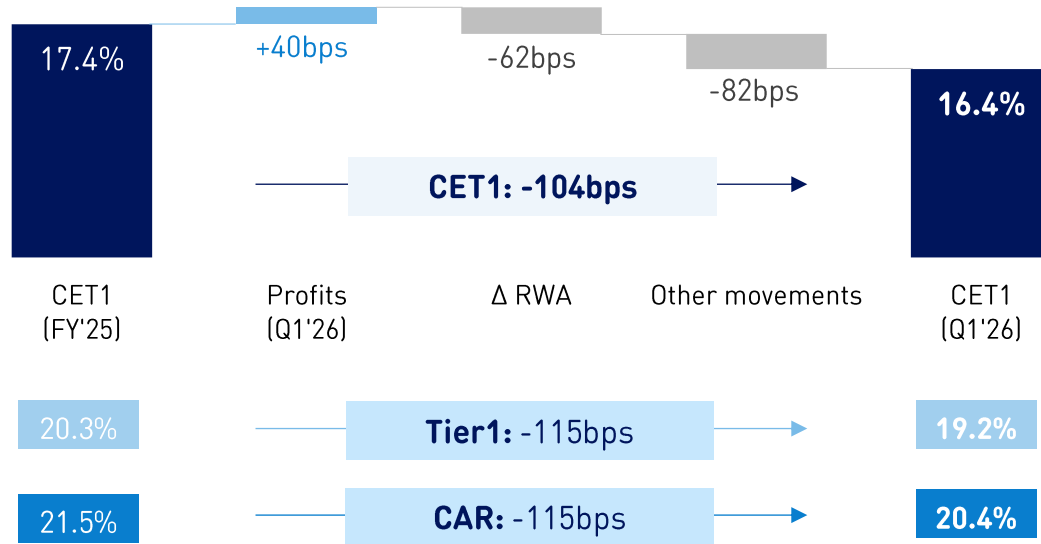 17.4%
+40bps
-62bps
-82bps
16.4%
CET1: -104bps
CET1
(FY'25)
Profits
(Q1'26)
Δ RWA
Other movements
CET1
(Q1'26)
20.3%
Tier1: -115bps
19.2%
21.5%
CAR: -115bps
20.4%